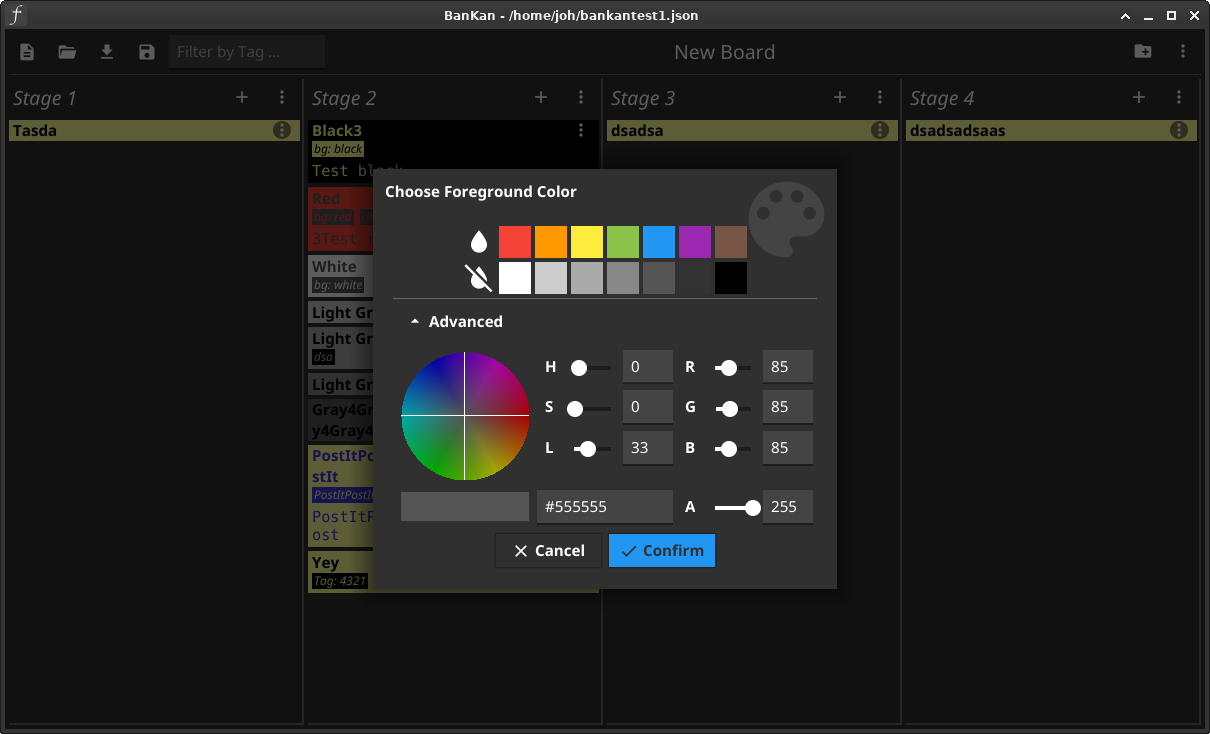 BanKan - /home/joh/bankantest1.json
Filter by Tag ...
New Board
Stage 1
Stage 2
Stage 3
Stage 4
Tasda
Black3
bg: black
Test black
dsadsa
dsadsadsaas
Red
bg: red
3Test
White
bg: white
Light Gr
Light Gr
dsa
Light Gr
Gray4Gr
y4Gray4
PostItPo
stIt
PostItPostI
PostItP
ost
Yey
Tag: 4321
Choose Foreground Color
Advanced
H 0 R 85
S 0 G 85
L 33 B 85
#555555 A 255
Cancel
Confirm